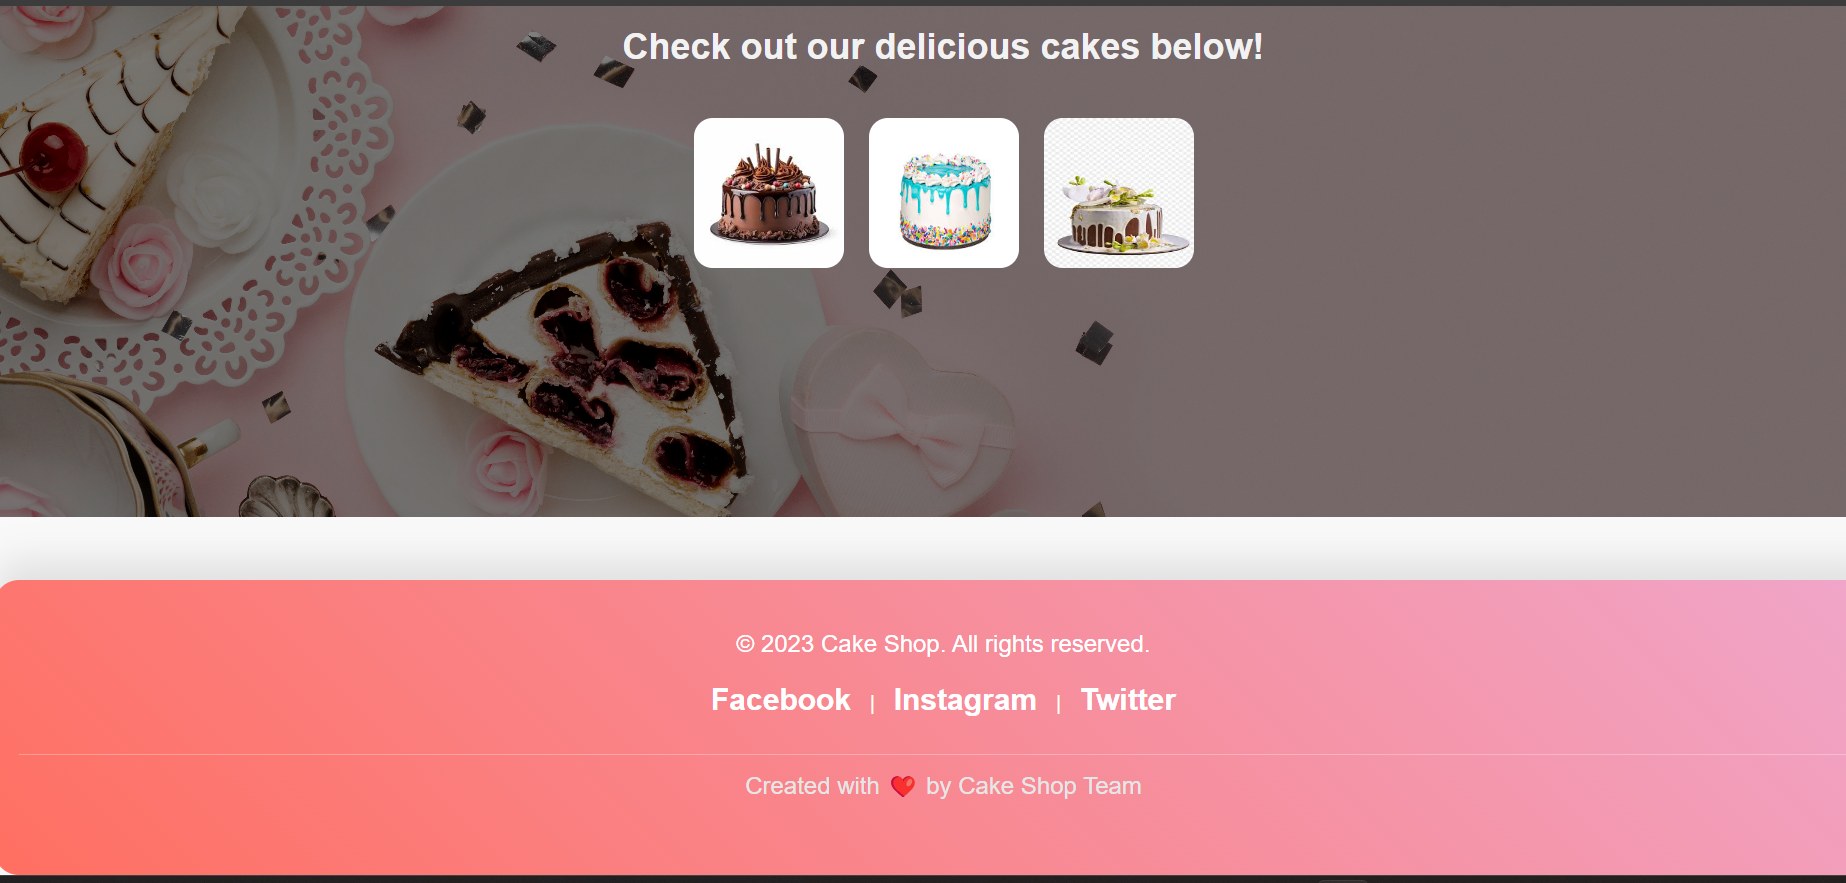 Check out our delicious cakes below!
© 2023 Cake Shop. All rights reserved.
Facebook | Instagram | Twitter
Created with ❤️ by Cake Shop Team